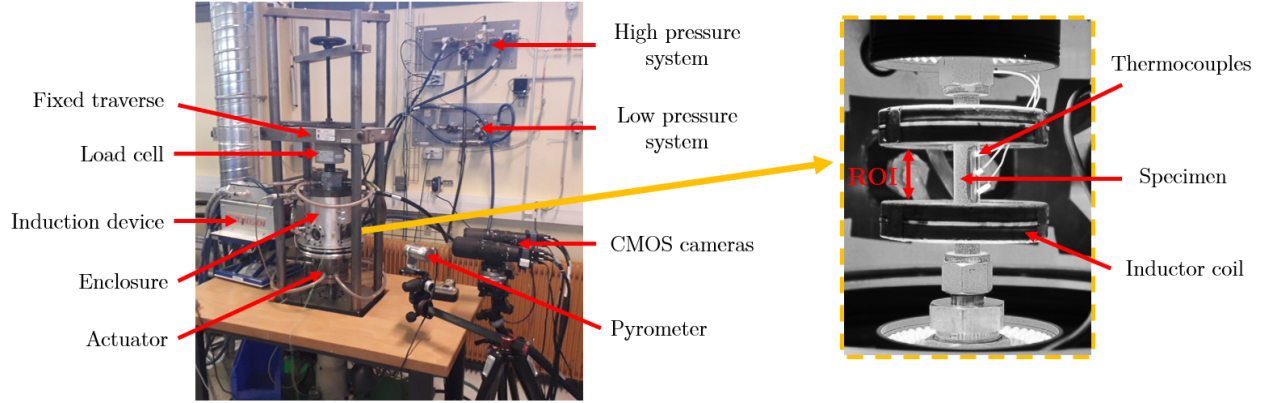 High pressure
system
Fixed traverse
Low pressure
system
Load cell
Induction device
CMOS cameras
Enclosure
Actuator
Pyrometer
Thermocouples
ROI
Specimen
Inductor coil